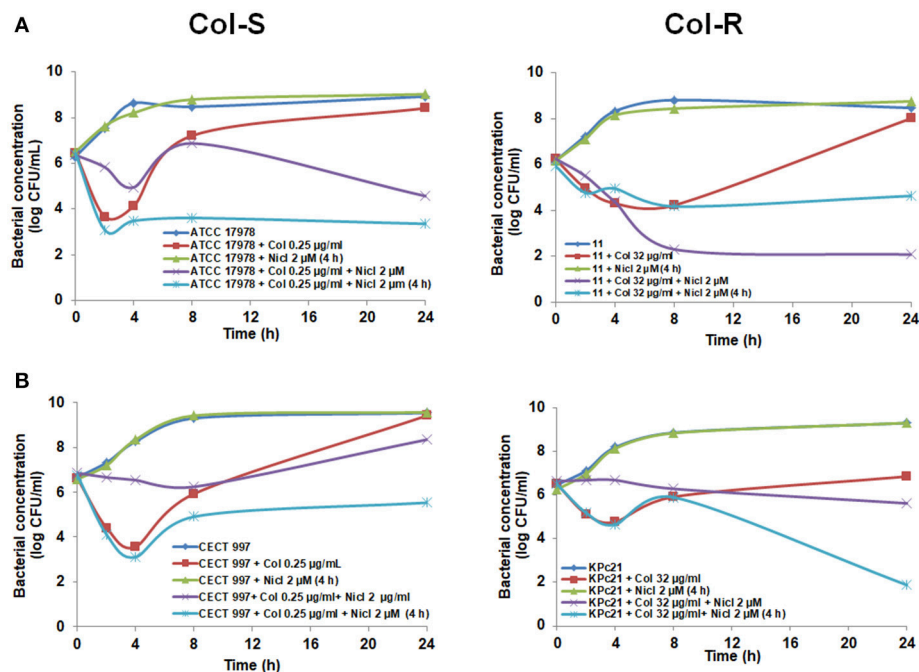 Col-S
Col-R
A
Bacterial concentration
(log CFU/mL)
10
8
6
4
2
0
ATCC 17978
ATCC 17978 + Col 0.25 µg/ml
ATCC 17978 + Nicl 2 µM (4 h)
ATCC 17978 + Col 0.25 µg/ml + Nicl 2 µM
ATCC 17978 + Col 0.25 µg/ml + Nicl 2 µm (4 h)
0 4 8 12 16 20 24
Time (h)
Bacterial concentration
(log CFU/ml)
10
8
6
4
2
0
11
11 + Col 32 µg/ml
11 + Nicl 2 µM (4 h)
11 + Col 32 µg/ml + Nicl 2 µM
11 + Col 32 µg/ml + Nicl 2 µM (4 h)
0 4 8 12 16 20 24
Time (h)
B
Bacterial concentration
(log CFU/ml)
10
8
6
4
2
0
CECT 997
CECT 997 + Col 0.25 µg/mL
CECT 997 + Nicl 2 µM (4 h)
CECT 997+ Col 0.25 µg/ml+ Nicl 2 µg/ml
CECT 997 + Col 0.25 µg/ml + Nicl 2 µM (4 h)
0 4 8 12 16 20 24
Time (h)
Bacterial concentration
(log CFU/ml)
10
8
6
4
2
0
KPc21
KPc21 + Col 32 µg/ml
KPc21 + Nicl 2 µM (4 h)
KPc21 + Col 32 µg/ml + Nicl 2 µM
KPc21 + Col 32 µg/ml+ Nicl 2 µM (4 h)
0 4 8 12 16 20 24
Time (h)